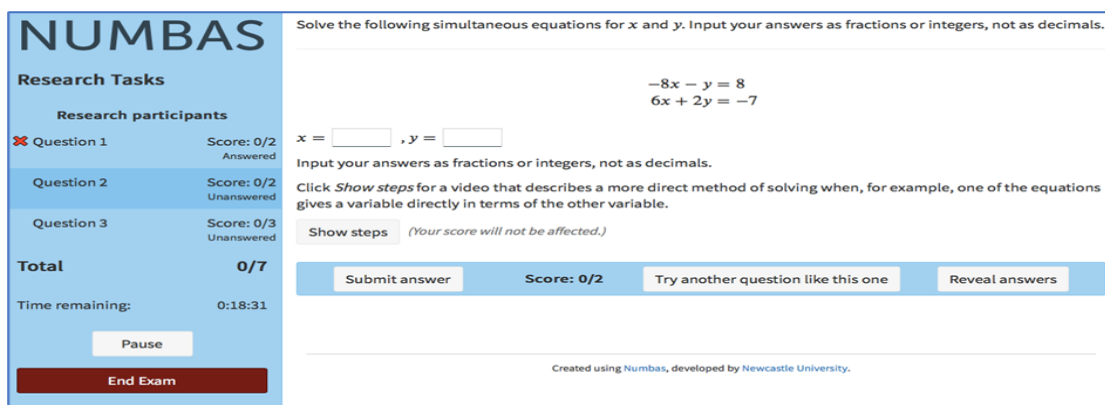 NUMBAS
Research Tasks
Research participants
Question 1 Score: 0/2
Answered
Question 2 Score: 0/2
Unanswered
Question 3 Score: 0/3
Unanswered
Total 0/7
Time remaining: 0:18:31
Pause
End Exam
Solve the following simultaneous equations for x and y. Input your answers as fractions or integers, not as decimals.
−8x − y = 8
6x + 2y = −7
x = , y =
Input your answers as fractions or integers, not as decimals.
Click Show steps for a video that describes a more direct method of solving when, for example, one of the equations
gives a variable directly in terms of the other variable.
Show steps (Your score will not be affected.)
Submit answer Score: 0/2 Try another question like this one Reveal answers
Created using Numbas, developed by Newcastle University.